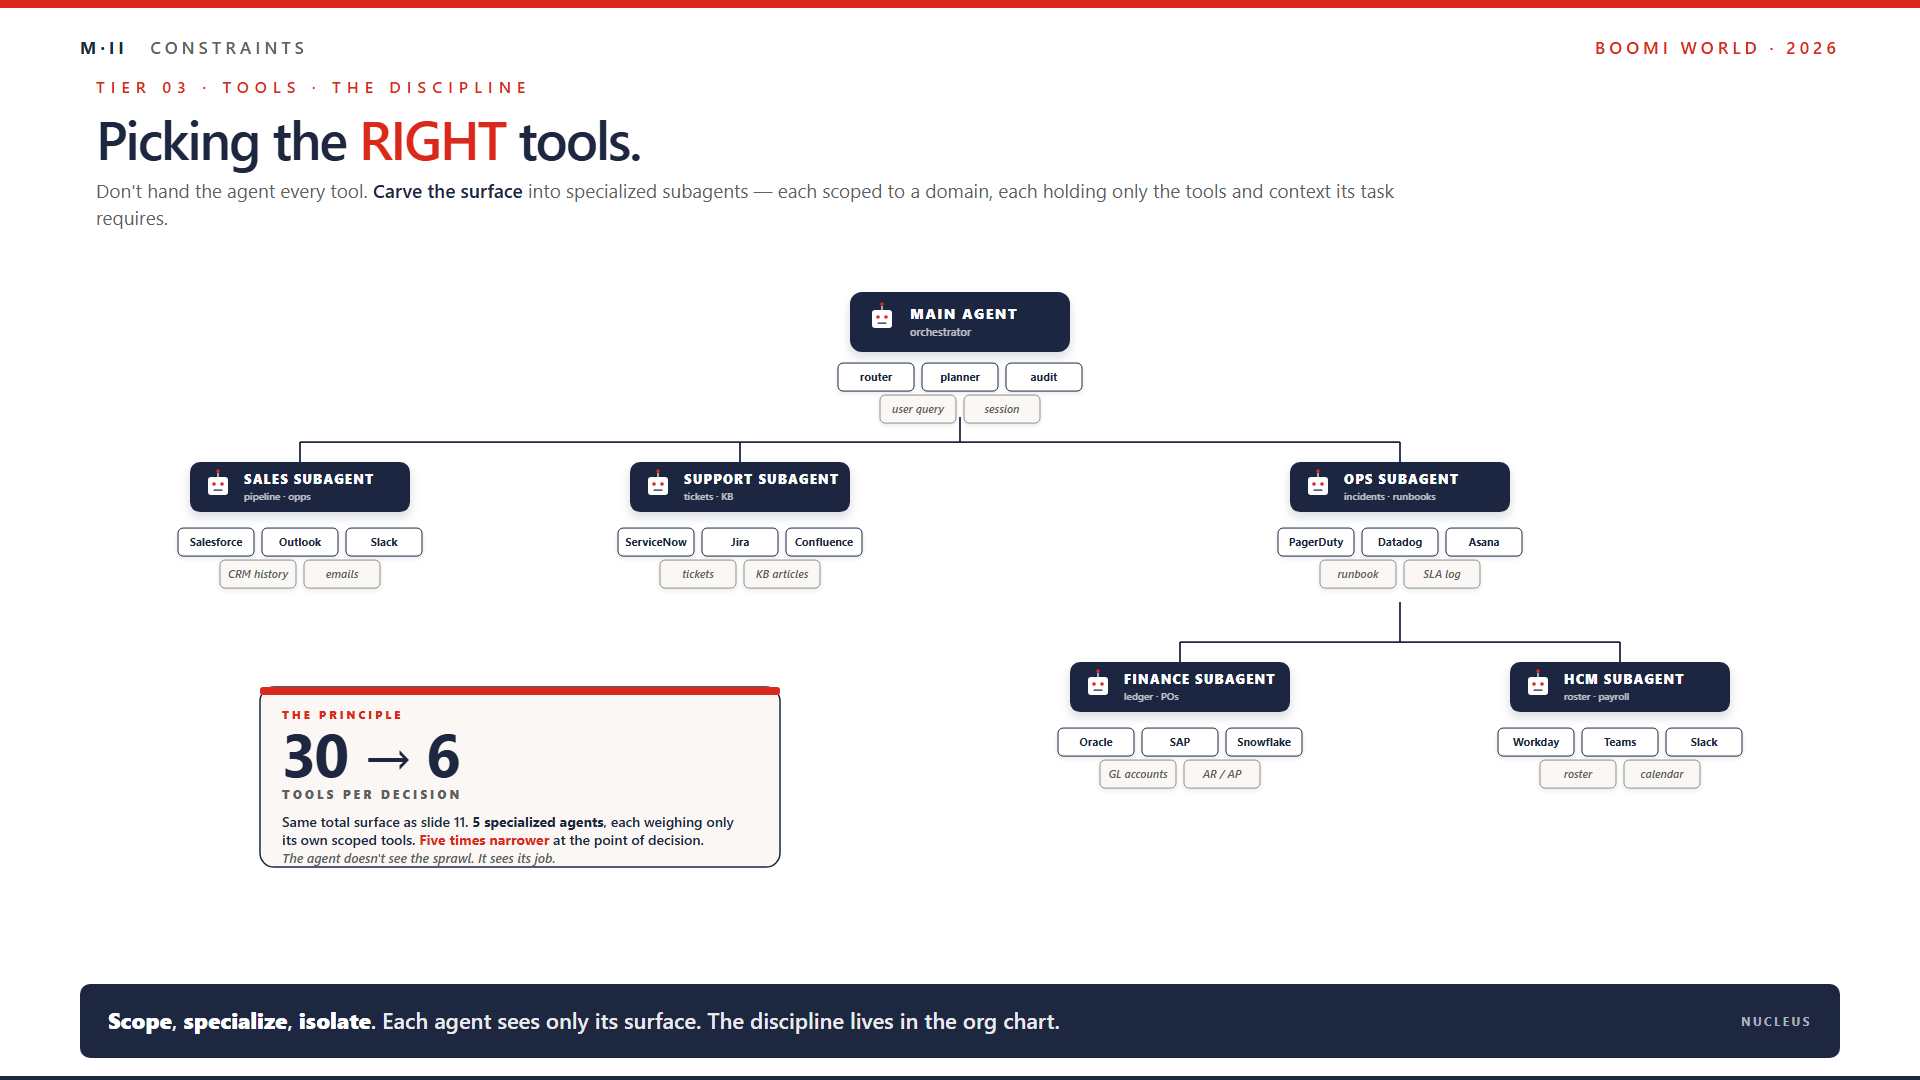 M·II CONSTRAINTS
BOOMI WORLD · 2026
TIER 03 · TOOLS · THE DISCIPLINE
Picking the RIGHT tools.
Don't hand the agent every tool. Carve the surface into specialized subagents — each scoped to a domain, each holding only the tools and context its task
requires.
MAIN AGENT
orchestrator
router planner audit
user query session
SALES SUBAGENT
pipeline · opps
Salesforce Outlook Slack
CRM history emails
SUPPORT SUBAGENT
tickets · KB
ServiceNow Jira Confluence
tickets KB articles
OPS SUBAGENT
incidents · runbooks
PagerDuty Datadog Asana
runbook SLA log
FINANCE SUBAGENT
ledger · POs
Oracle SAP Snowflake
GL accounts AR / AP
HCM SUBAGENT
roster · payroll
Workday Teams Slack
roster calendar
THE PRINCIPLE
30 → 6
TOOLS PER DECISION
Same total surface as slide 11. 5 specialized agents, each weighing only
its own scoped tools. Five times narrower at the point of decision.
The agent doesn't see the sprawl. It sees its job.
Scope, specialize, isolate. Each agent sees only its surface. The discipline lives in the org chart.
NUCLEUS